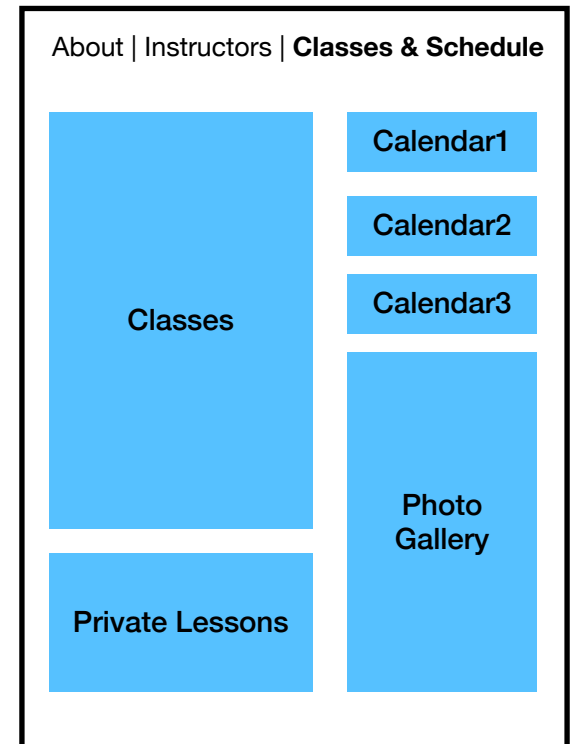 About | Instructors | Classes & Schedule
Classes
Private Lessons
Calendar1
Calendar2
Calendar3
Photo
Gallery